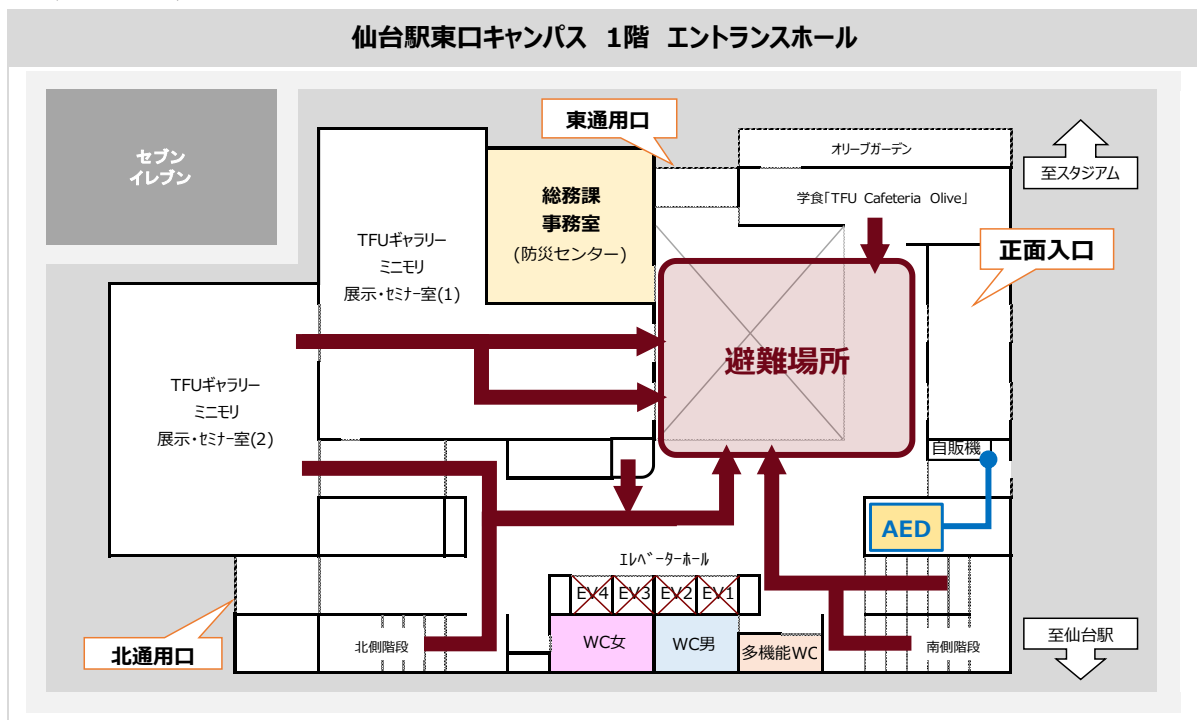 仙台駅東口キャンパス 1階 エントランスホール
セブン
イレブン
東通用口
オリーブガーデン
至スタジアム
総務課
事務室
(防災センター)
学食「TFU Cafeteria Olive」
TFUギャラリー
ミニモリ
展示・ｾﾐﾅｰ室(1)
正面入口
避難場所
TFUギャラリー
ミニモリ
展示・ｾﾐﾅｰ室(2)
自販機
AED
ｴﾚﾍﾞｰﾀｰﾎｰﾙ
EV4 EV3 EV2 EV1
北通用口
北側階段
WC女
WC男
多機能WC
南側階段
至仙台駅